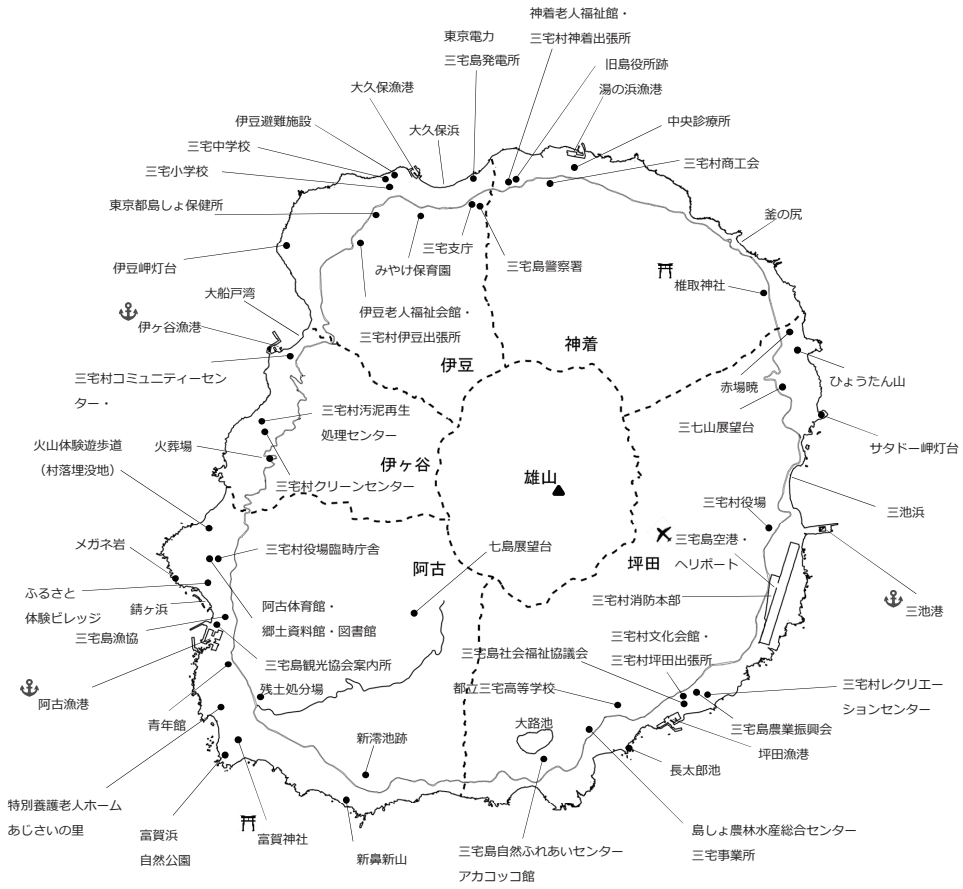 神着老人福祉館・
三宅村神着出張所
東京電力
三宅島発電所
旧島役所跡
湯の浜漁港
大久保漁港
伊豆避難施設
大久保浜
中央診療所
三宅中学校
三宅村商工会
三宅小学校
東京都島しょ保健所
釜の尻
三宅支庁
みやけ保育園
三宅島警察署
伊豆岬灯台
椎取神社
大船戸湾
伊豆老人福祉会館・
三宅村伊豆出張所
伊ヶ谷漁港
神着
伊豆
三宅村コミュニティーセン
ター・
赤場暁
ひょうたん山
三宅村汚泥再生
処理センター
三七山展望台
火山体験遊歩道
(村落埋没地)
火葬場
サタドー岬灯台
伊ヶ谷
雄山
三宅村クリーンセンター
三宅村役場
三池浜
メガネ岩
三宅村役場臨時庁舎
七島展望台
三宅島空港・
ヘリポート
坪田
阿古
ふるさと
体験ビレッジ
錆ヶ浜
阿古体育館・
郷土資料館・図書館
三宅村消防本部
三池港
三宅島漁協
三宅村文化会館・
三宅村坪田出張所
三宅島社会福祉協議会
三宅島観光協会案内所
残土処分場
都立三宅高等学校
三宅村レクリエー
ションセンター
阿古漁港
青年館
大路池
三宅島農業振興会
新澪池跡
坪田漁港
長太郎池
特別養護老人ホーム
あじさいの里
富賀浜
自然公園
富賀神社
新鼻新山
三宅島自然ふれあいセンター
アカコッコ館
島しょ農林水産総合センター
三宅事業所